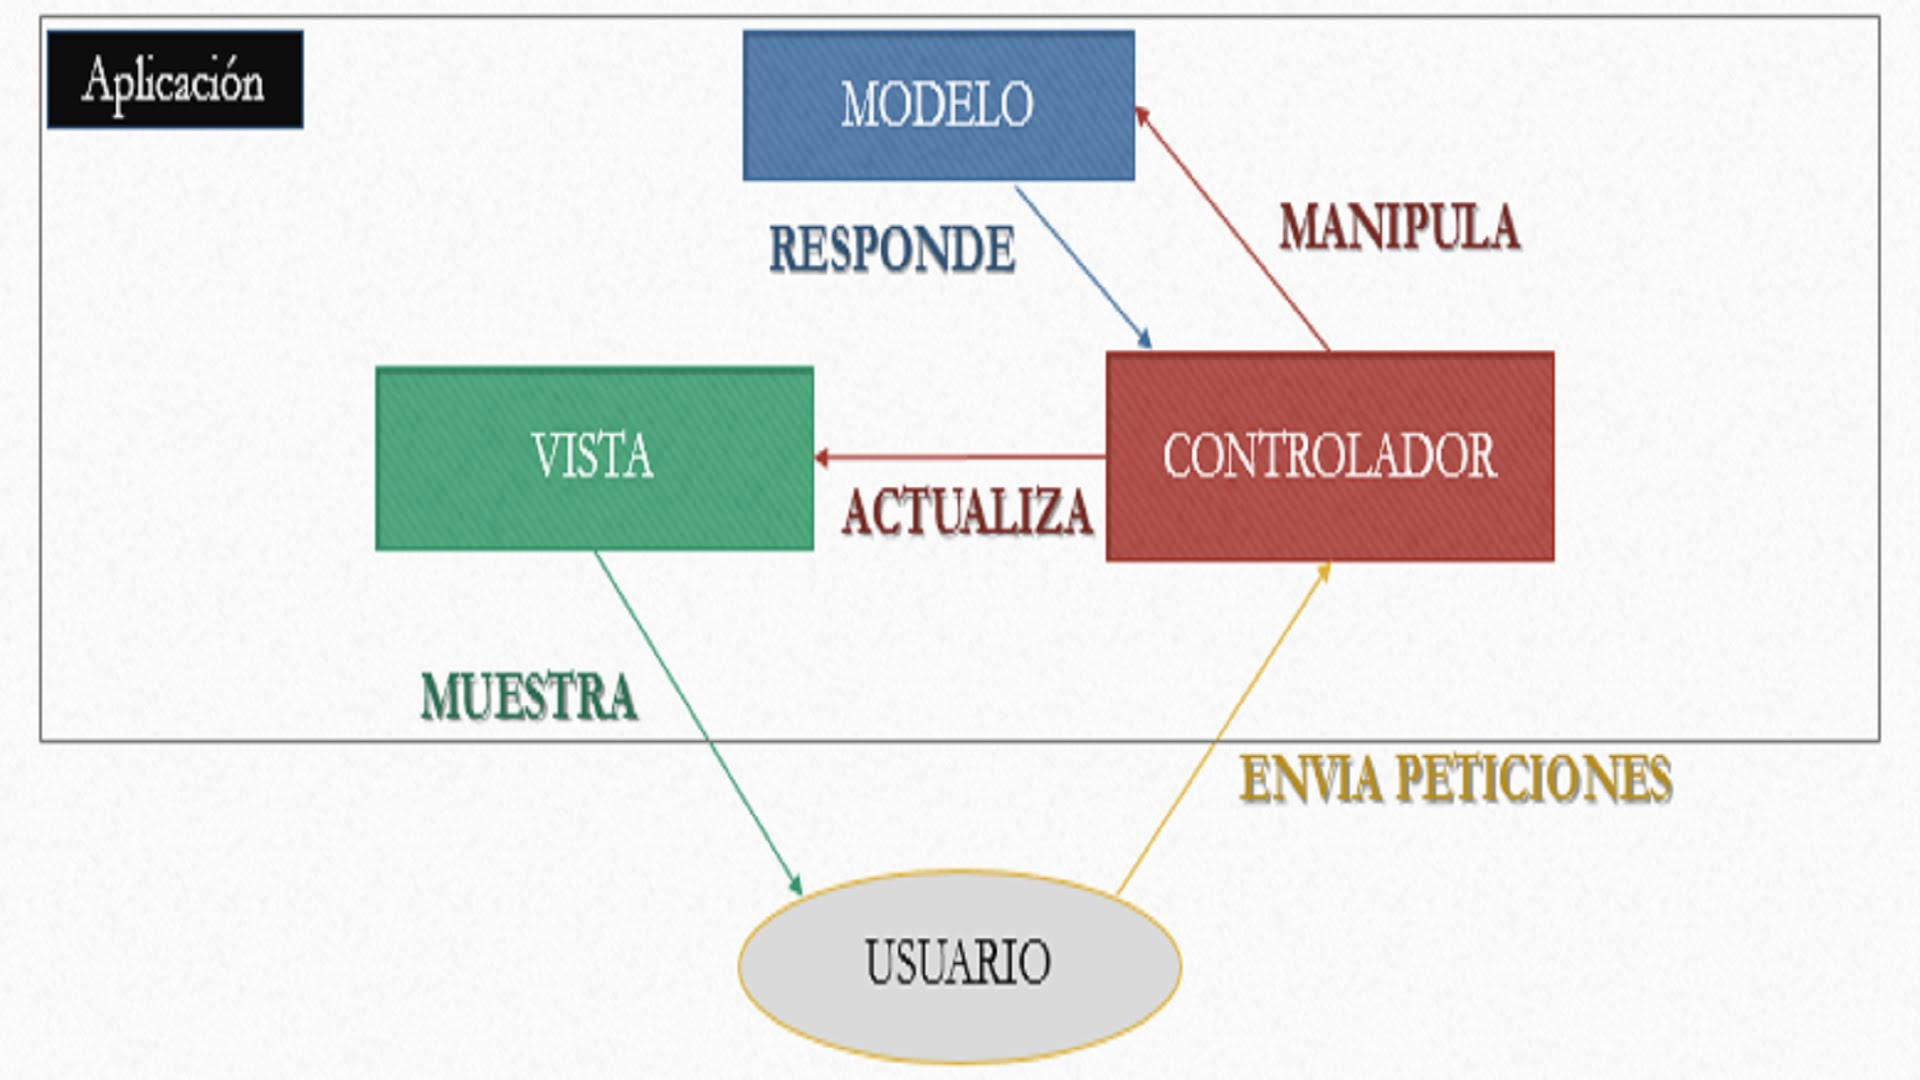 Aplicación
MODELO
MANIPULA
RESPONDE
VISTA
CONTROLADOR
ACTUALIZA
MUESTRA
ENVIA PETICIONES
USUARIO